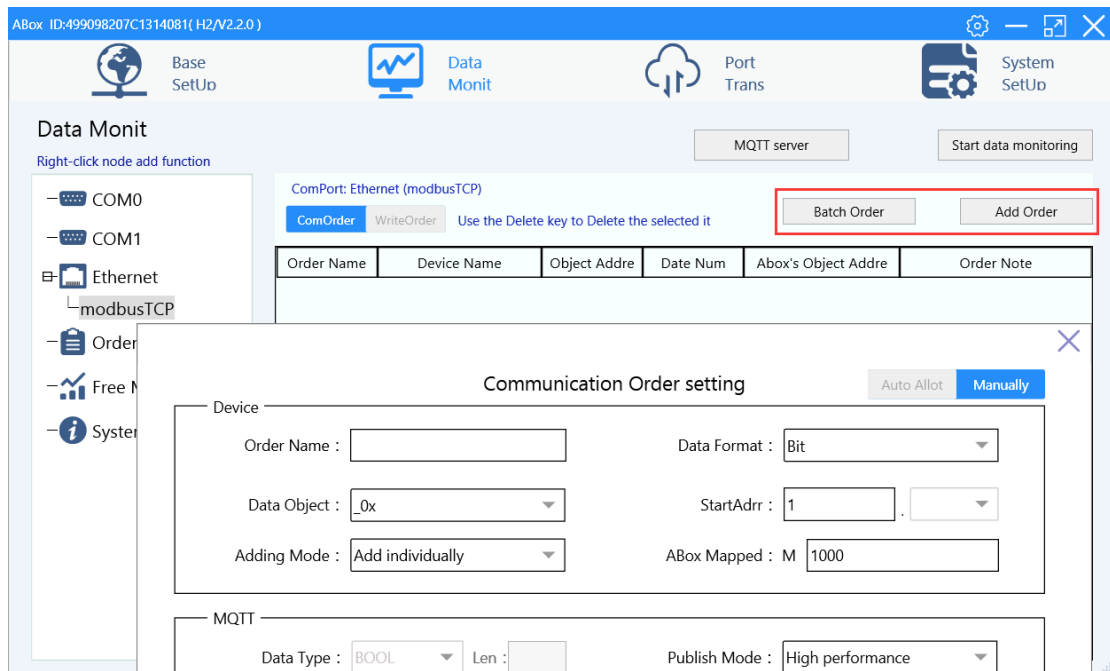 ABox ID:499098207C1314081( H2/V2.2.0 )
Base
SetUp
Data
Monit
Port
Trans
System
SetUp
Data Monit
Right-click node add function
MQTT server
Start data monitoring
COM0
COM1
Ethernet
modbusTCP
Order
Free
System
ComPort: Ethernet (modbusTCP)
ComOrder WriteOrder Use the Delete key to Delete the selected it
Batch Order Add Order
Order Name Device Name Object Addre Date Num Abox's Object Addre Order Note
Communication Order setting
Auto Allot Manually
Device
Order Name : Data Format : Bit
Data Object : _0x StartAdrr : 1 .
Adding Mode : Add individually ABox Mapped : M 1000
MQTT
Data Type : BOOL Len : Publish Mode : High performance